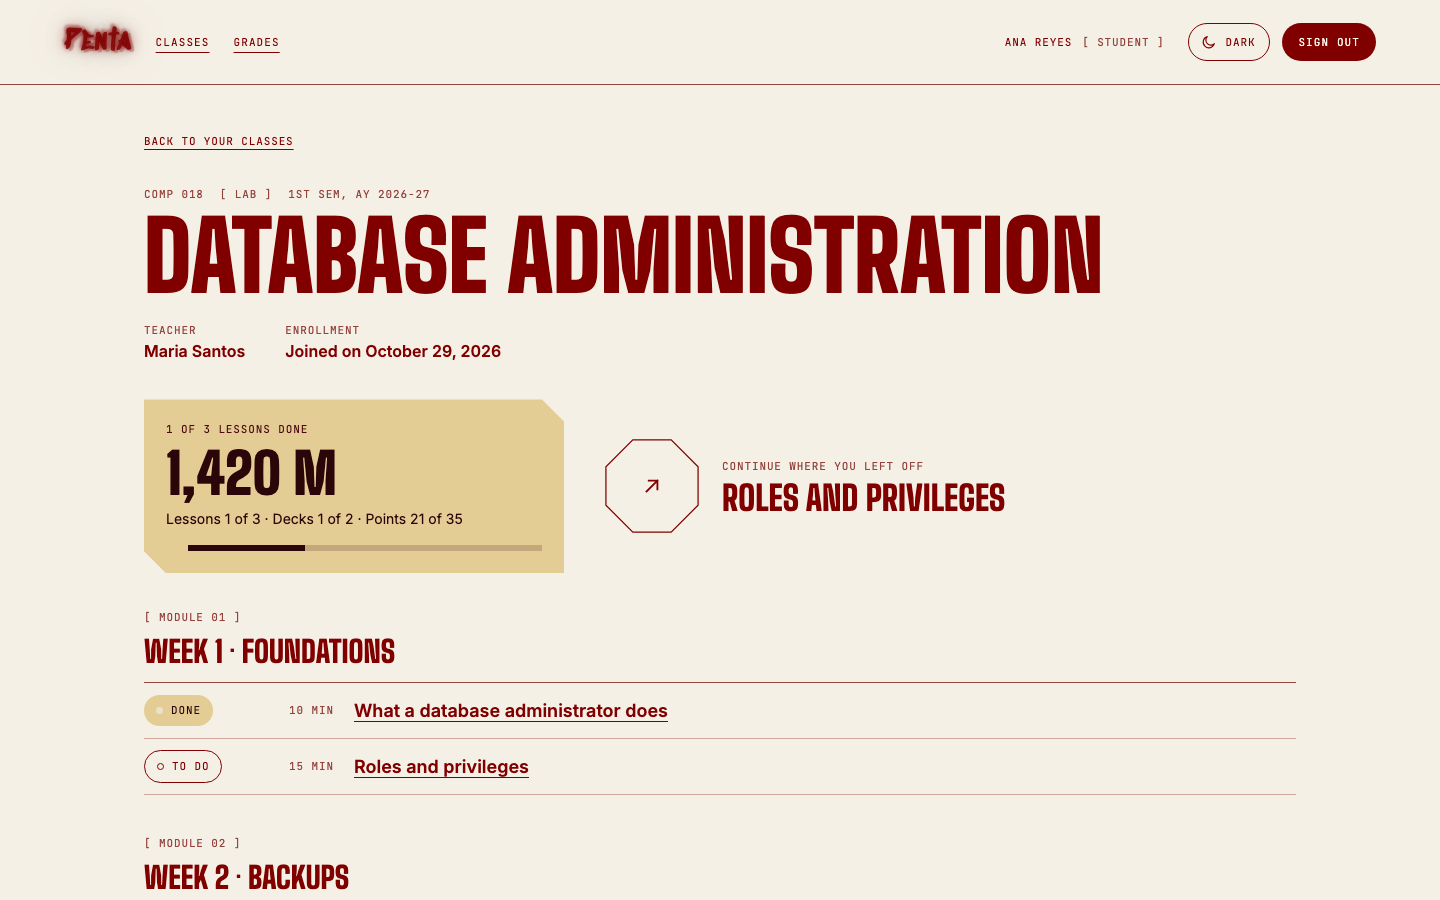 PENTA
CLASSES GRADES
ANA REYES [ STUDENT ]
DARK
SIGN OUT
BACK TO YOUR CLASSES
COMP 018 [ LAB ] 1ST SEM, AY 2026-27
DATABASE ADMINISTRATION
TEACHER
Maria Santos
ENROLLMENT
Joined on October 29, 2026
1 OF 3 LESSONS DONE
1,420 M
Lessons 1 of 3 · Decks 1 of 2 · Points 21 of 35
CONTINUE WHERE YOU LEFT OFF
ROLES AND PRIVILEGES
[ MODULE 01 ]
WEEK 1 · FOUNDATIONS
DONE 10 MIN What a database administrator does
TO DO 15 MIN Roles and privileges
[ MODULE 02 ]
WEEK 2 · BACKUPS